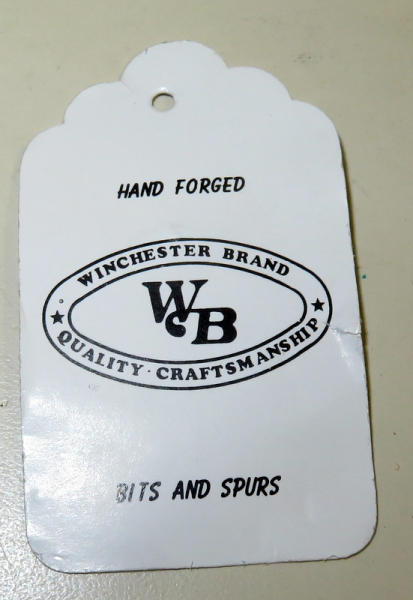 HAND FORGED
WINCHESTER BRAND
WB
QUALITY · CRAFTSMANSHIP
BITS AND SPURS